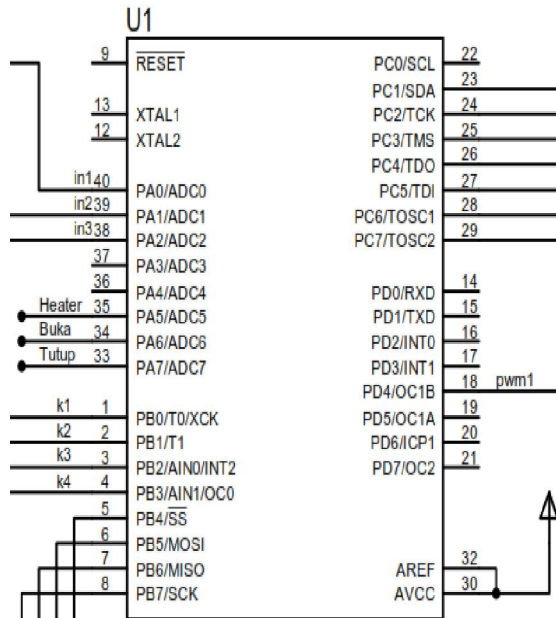 U1
9 RESET
13 XTAL1
12 XTAL2
in1 40 PA0/ADC0
in2 39 PA1/ADC1
in3 38 PA2/ADC2
37 PA3/ADC3
36 PA4/ADC4
Heater 35 PA5/ADC5
Buka 34 PA6/ADC6
Tutup 33 PA7/ADC7
k1 1 PB0/T0/XCK
k2 2 PB1/T1
k3 3 PB2/AIN0/INT2
k4 4 PB3/AIN1/OC0
5 PB4/SS
6 PB5/MOSI
7 PB6/MISO
8 PB7/SCK
PC0/SCL 22
PC1/SDA 23
PC2/TCK 24
PC3/TMS 25
PC4/TDO 26
PC5/TDI 27
PC6/TOSC1 28
PC7/TOSC2 29
PD0/RXD 14
PD1/TXD 15
PD2/INT0 16
PD3/INT1 17
PD4/OC1B 18 pwm1
PD5/OC1A 19
PD6/ICP1 20
PD7/OC2 21
AREF 32
AVCC 30